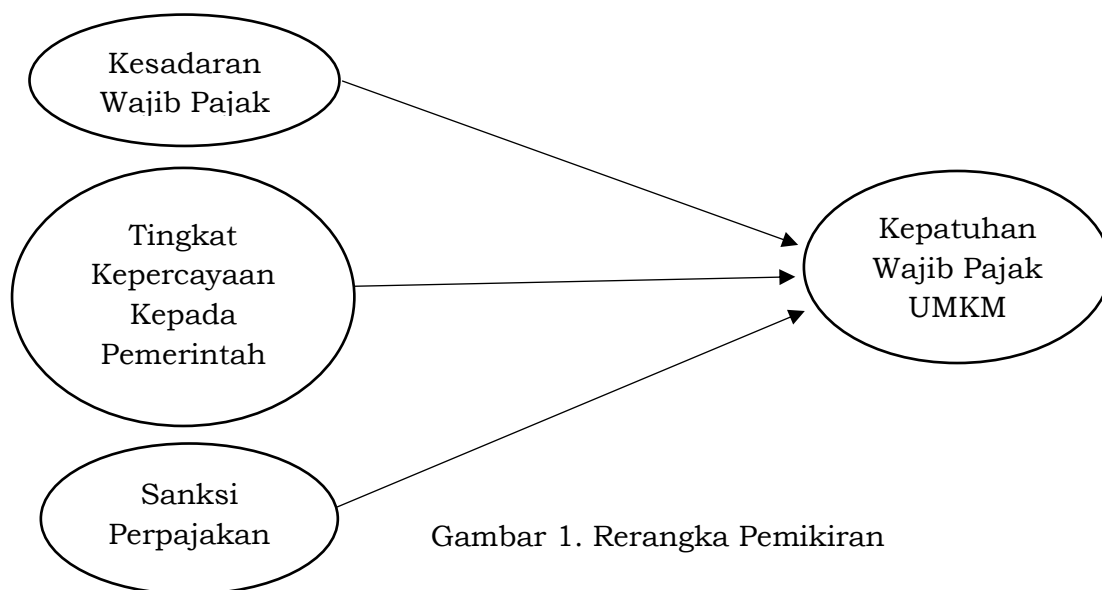 Kesadaran
Wajib Pajak
Tingkat
Kepercayaan
Kepada
Pemerintah
Kepatuhan
Wajib Pajak
UMKM
Sanksi
Perpajakan
Gambar 1. Rerangka Pemikiran